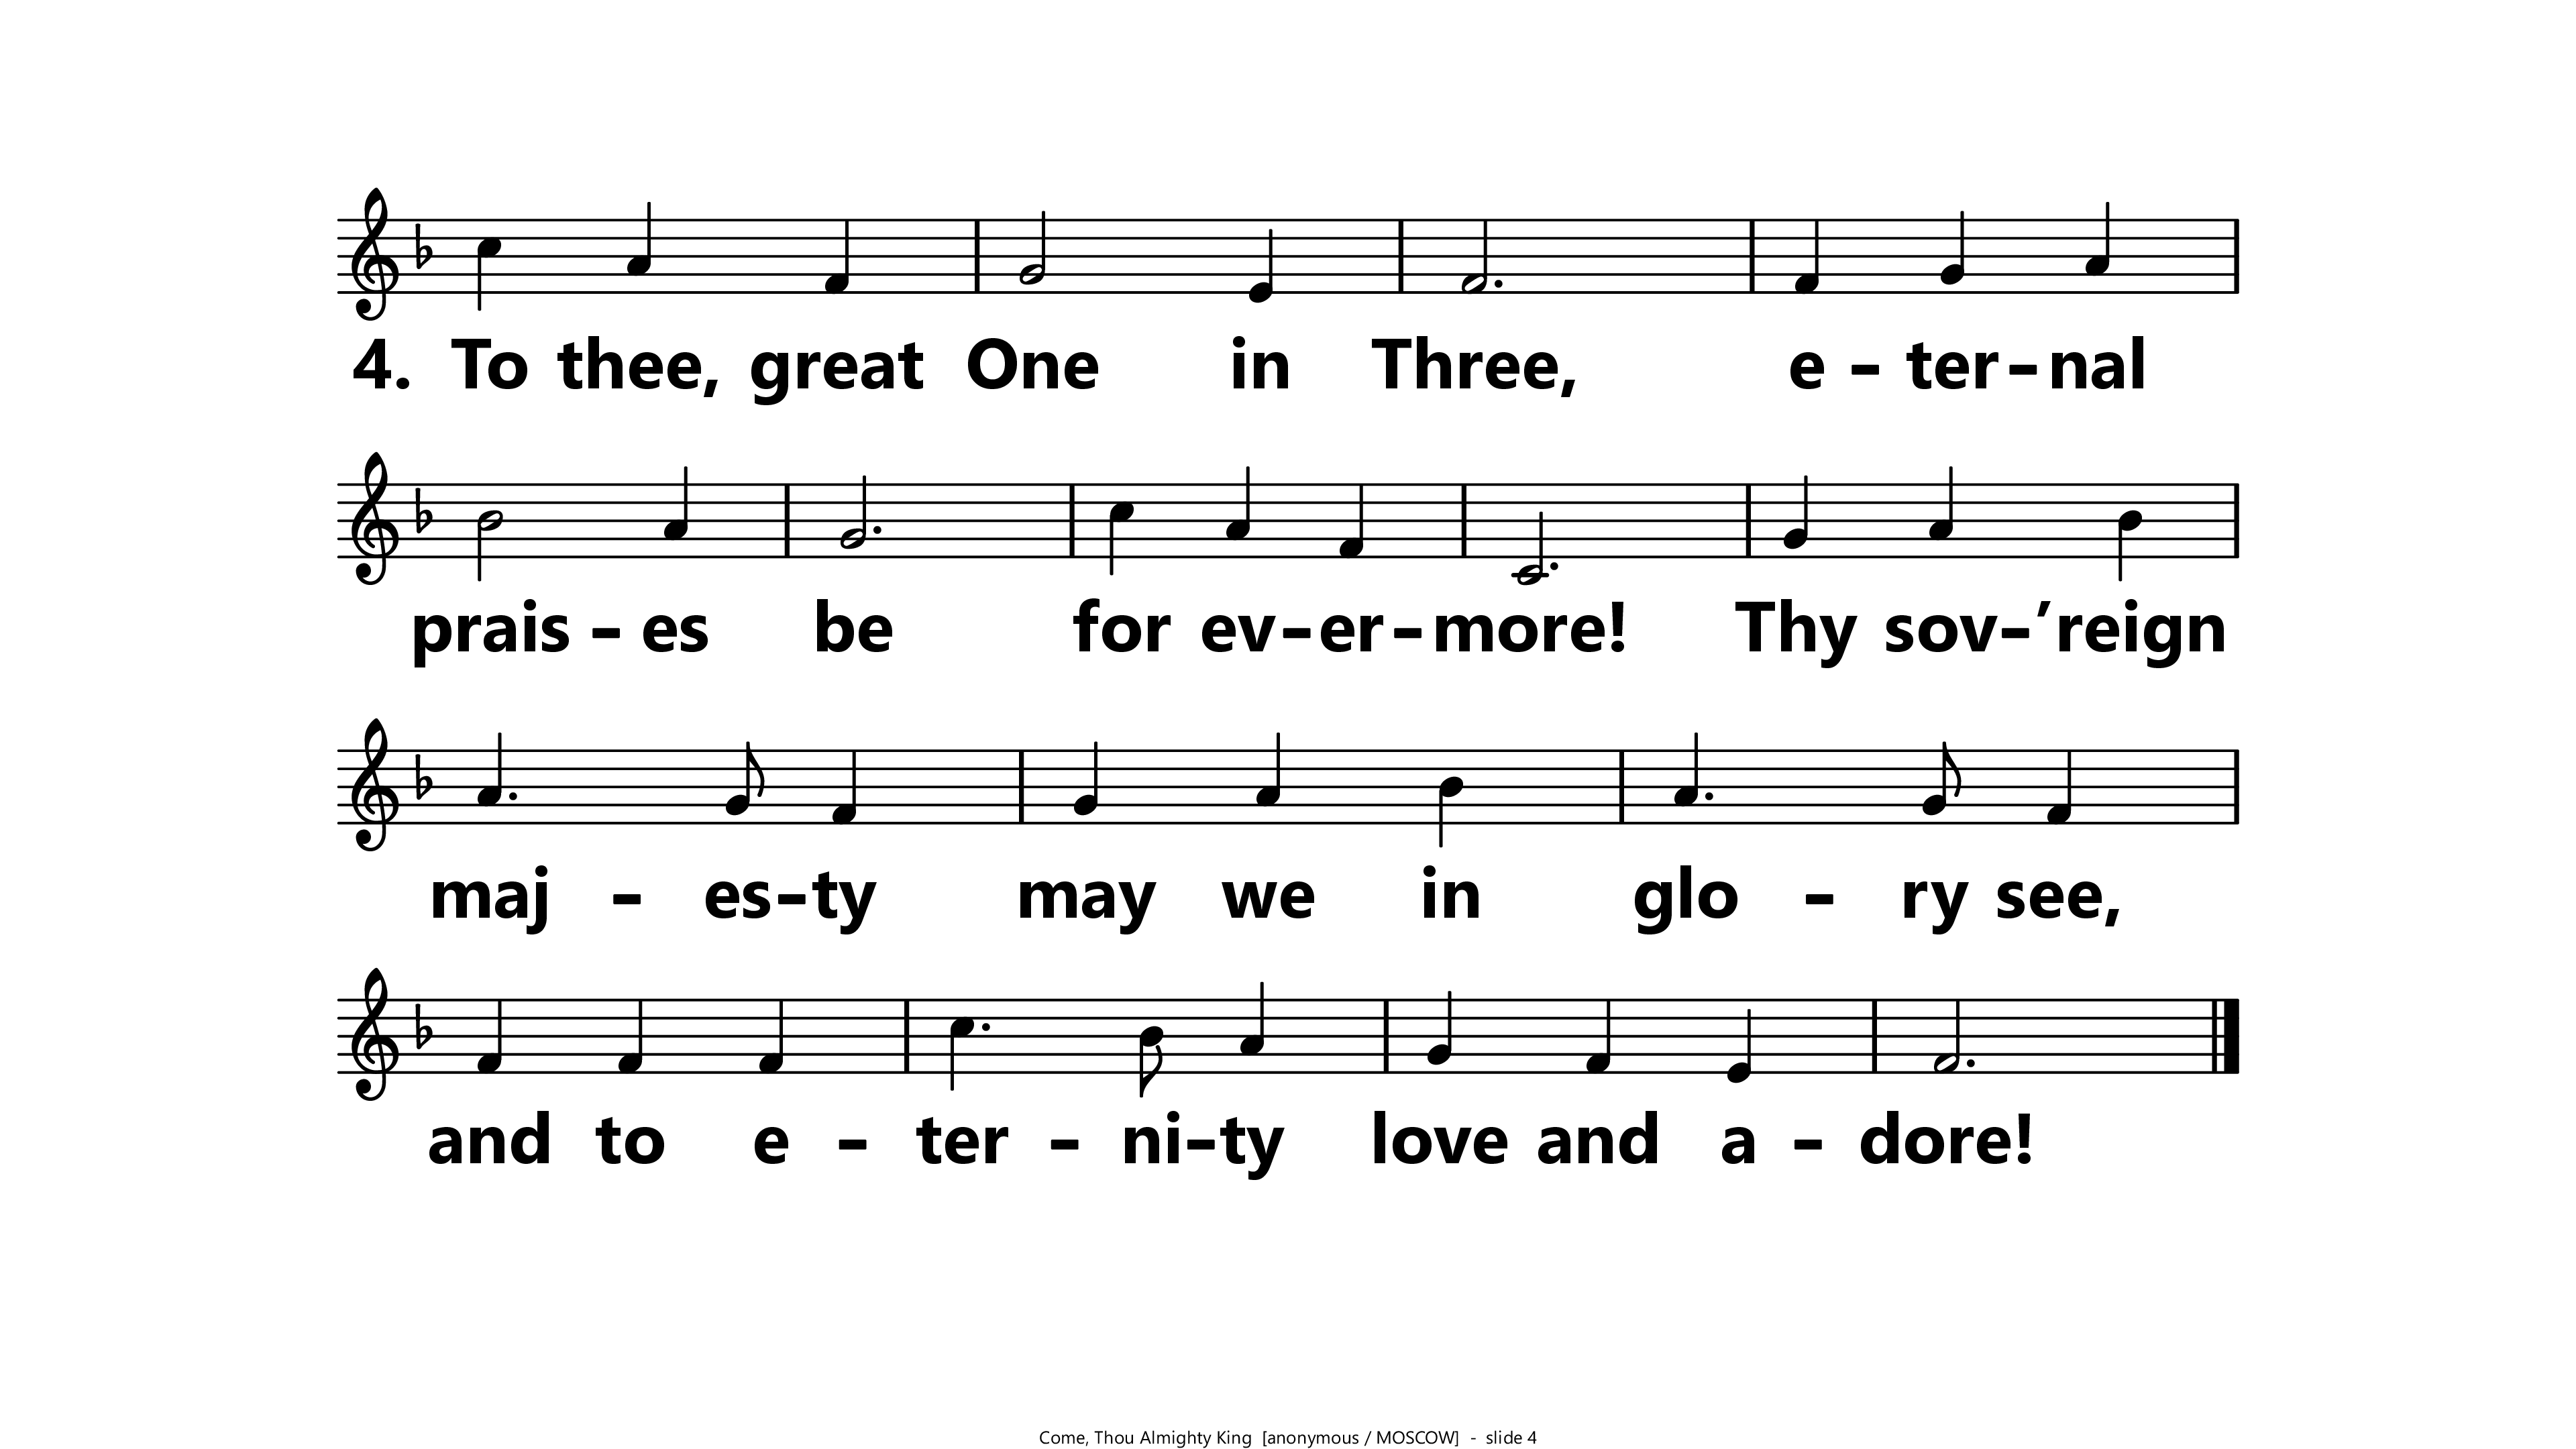 4. To thee, great One in Three, e - ter - nal
prais - es be for ev - er - more! Thy sov - ’reign
maj - es - ty may we in glo - ry see,
and to e - ter - ni - ty love and a - dore!
Come, Thou Almighty King [anonymous / MOSCOW] - slide 4